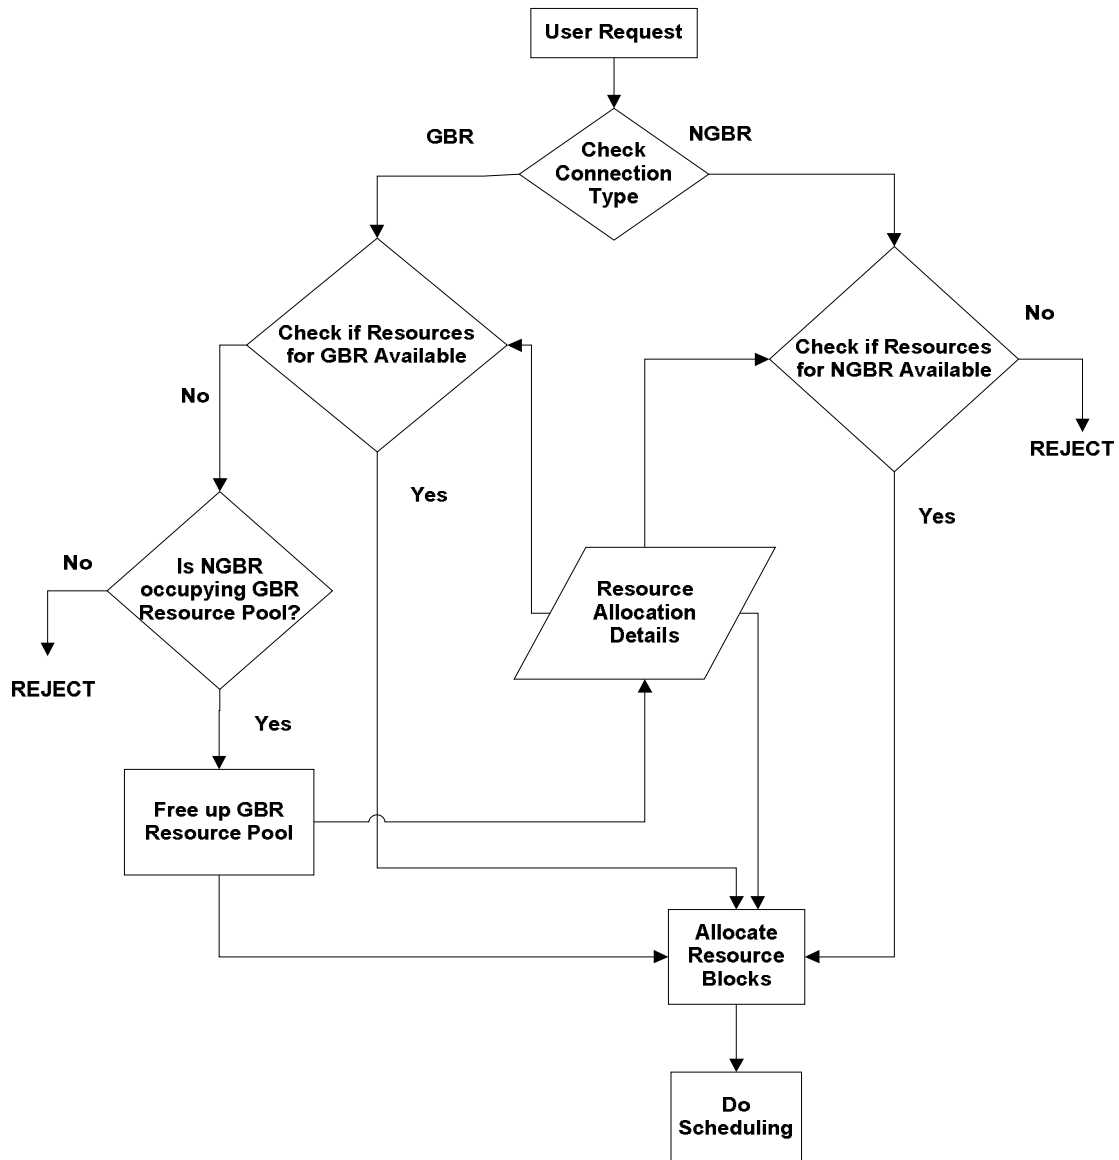 User Request
GBR
NGBR
Check
Connection
Type
Check if Resources
for GBR Available
No
Check if Resources
for NGBR Available
REJECT
No
Yes
Yes
No
Is NGBR
occupying GBR
Resource Pool?
Resource
Allocation
Details
REJECT
Yes
Free up GBR
Resource Pool
Allocate
Resource
Blocks
Do
Scheduling